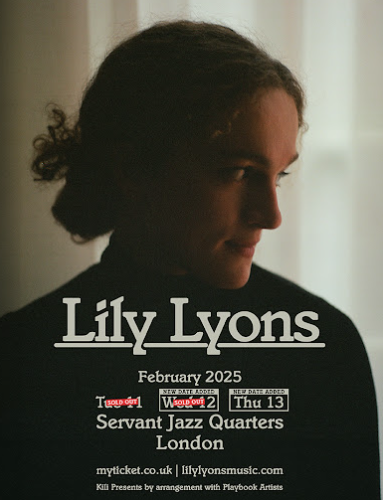 Lily Lyons
February 2025
NEW DATE ADDED NEW DATE ADDED
Tue 11 SOLD OUT Wed 12 SOLD OUT Thu 13
Servant Jazz Quarters
London
myticket.co.uk | lilylyonsmusic.com
Kili Presents by arrangement with Playbook Artists